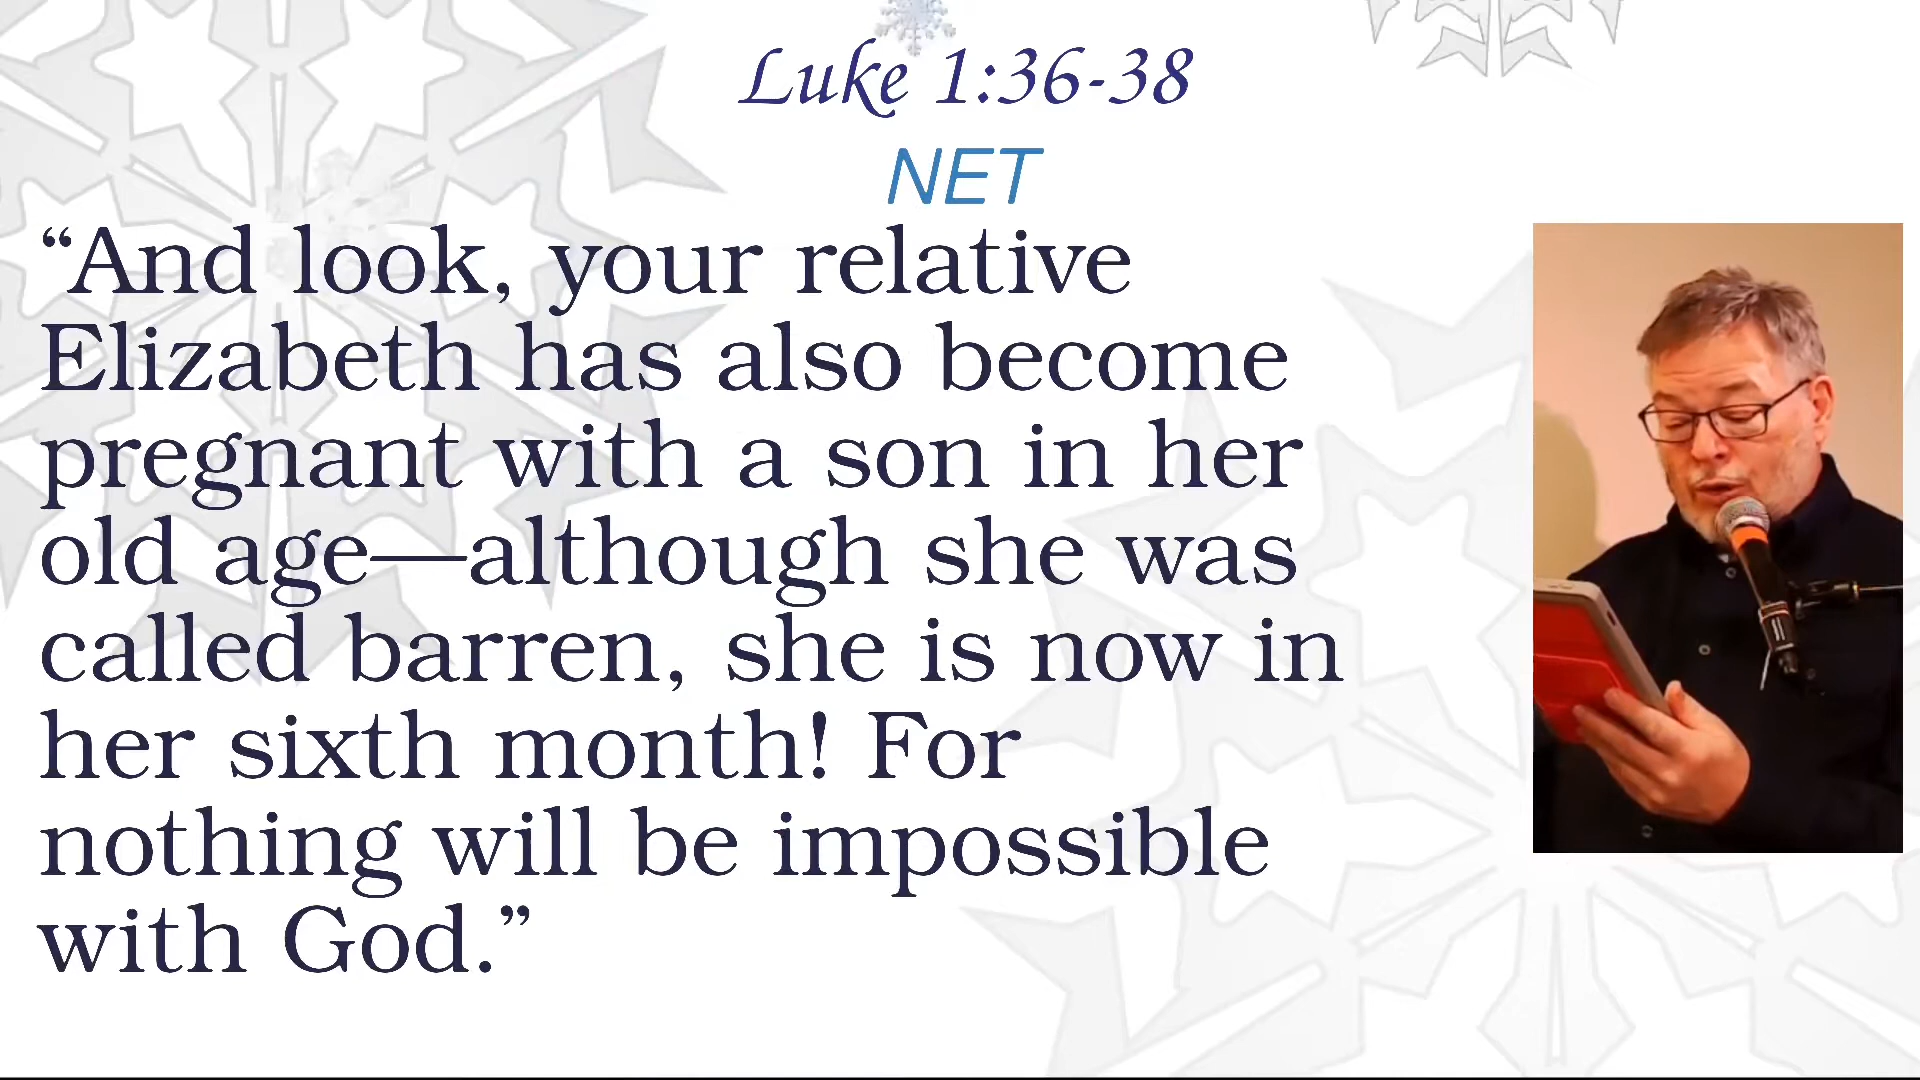 Luke 1:36-38
NET
“And look, your relative
Elizabeth has also become
pregnant with a son in her
old age—although she was
called barren, she is now in
her sixth month! For
nothing will be impossible
with God.”